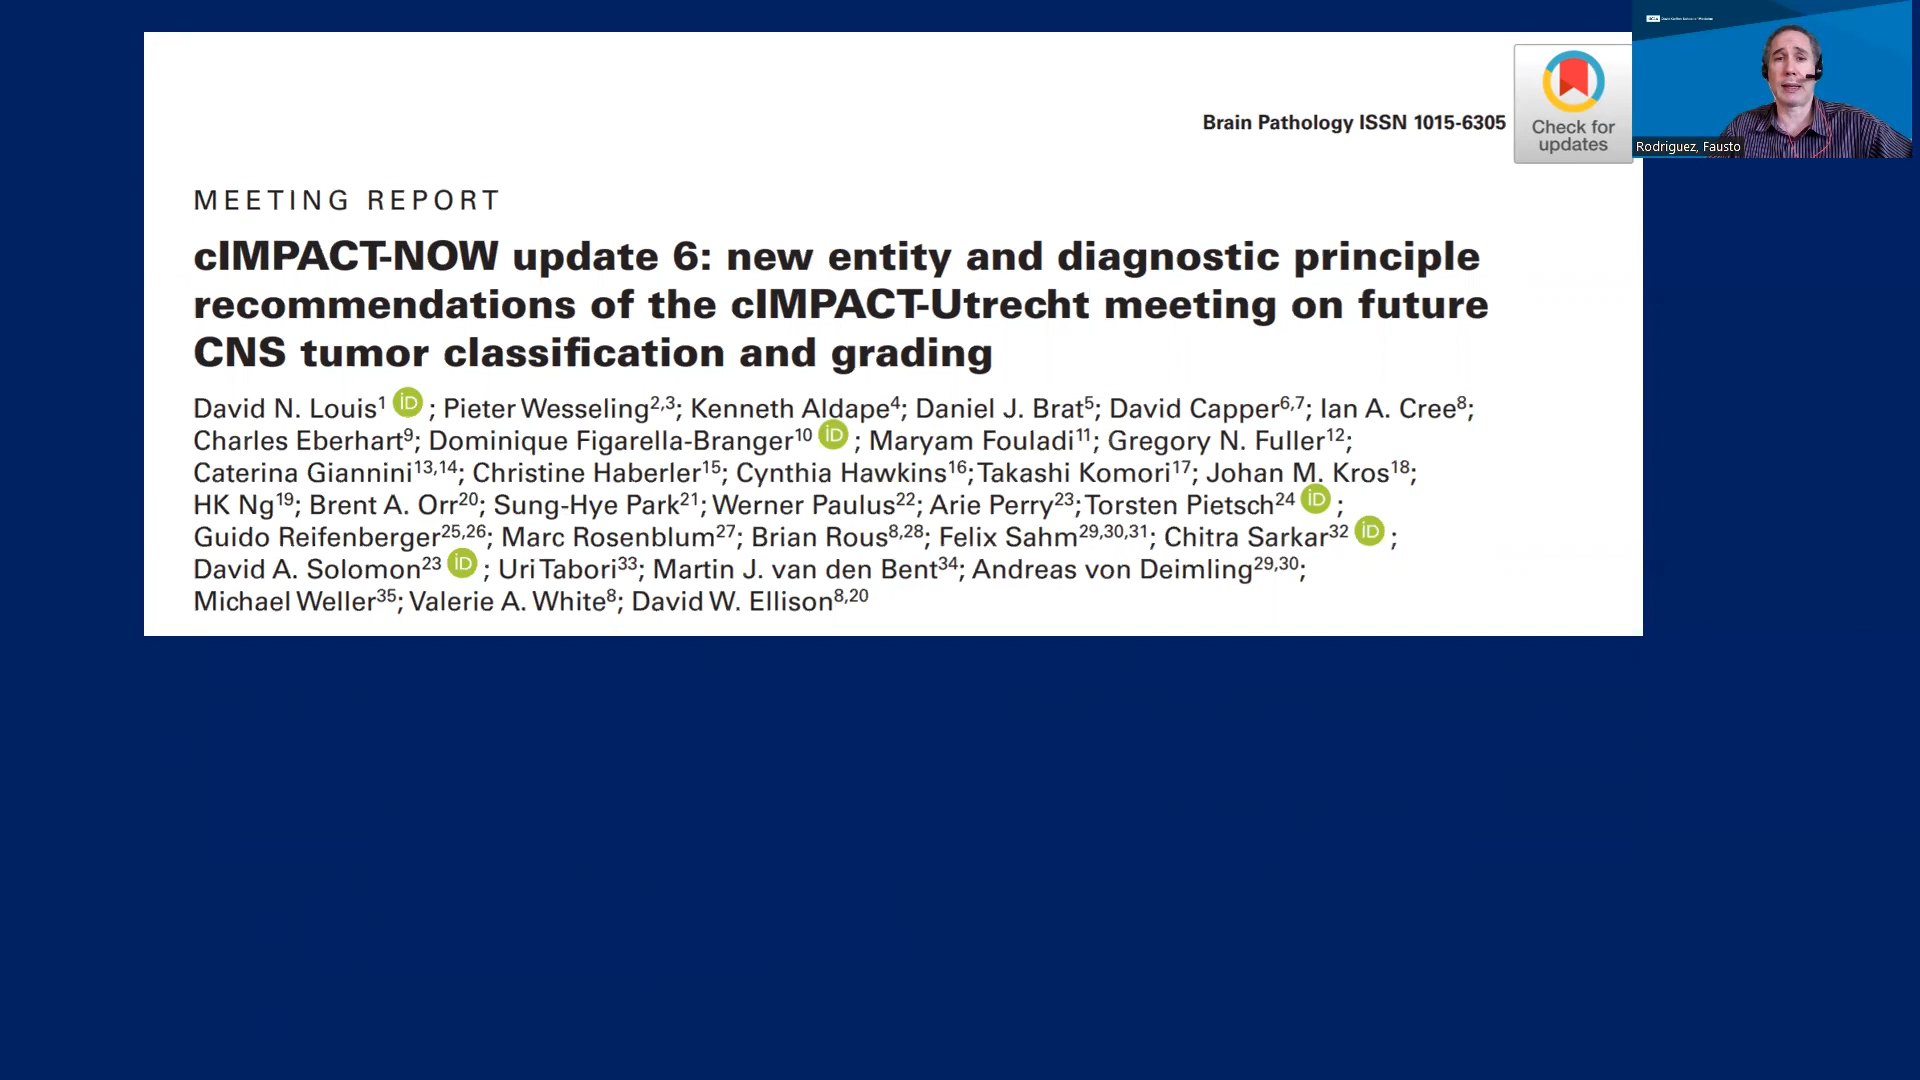 Brain Pathology ISSN 1015-6305
Check for
updates
Rodriguez, Fausto
MEETING REPORT
cIMPACT-NOW update 6: new entity and diagnostic principle
recommendations of the cIMPACT-Utrecht meeting on future
CNS tumor classification and grading
David N. Louis1 iD ; Pieter Wesseling2,3; Kenneth Aldape4; Daniel J. Brat5; David Capper6,7; Ian A. Cree8;
Charles Eberhart9; Dominique Figarella-Branger10 iD ; Maryam Fouladi11; Gregory N. Fuller12;
Caterina Giannini13,14; Christine Haberler15; Cynthia Hawkins16; Takashi Komori17; Johan M. Kros18;
HK Ng19; Brent A. Orr20; Sung-Hye Park21; Werner Paulus22; Arie Perry23; Torsten Pietsch24 iD ;
Guido Reifenberger25,26; Marc Rosenblum27; Brian Rous8,28; Felix Sahm29,30,31; Chitra Sarkar32 iD ;
David A. Solomon23 iD ; Uri Tabori33; Martin J. van den Bent34; Andreas von Deimling29,30;
Michael Weller35; Valerie A. White8; David W. Ellison8,20